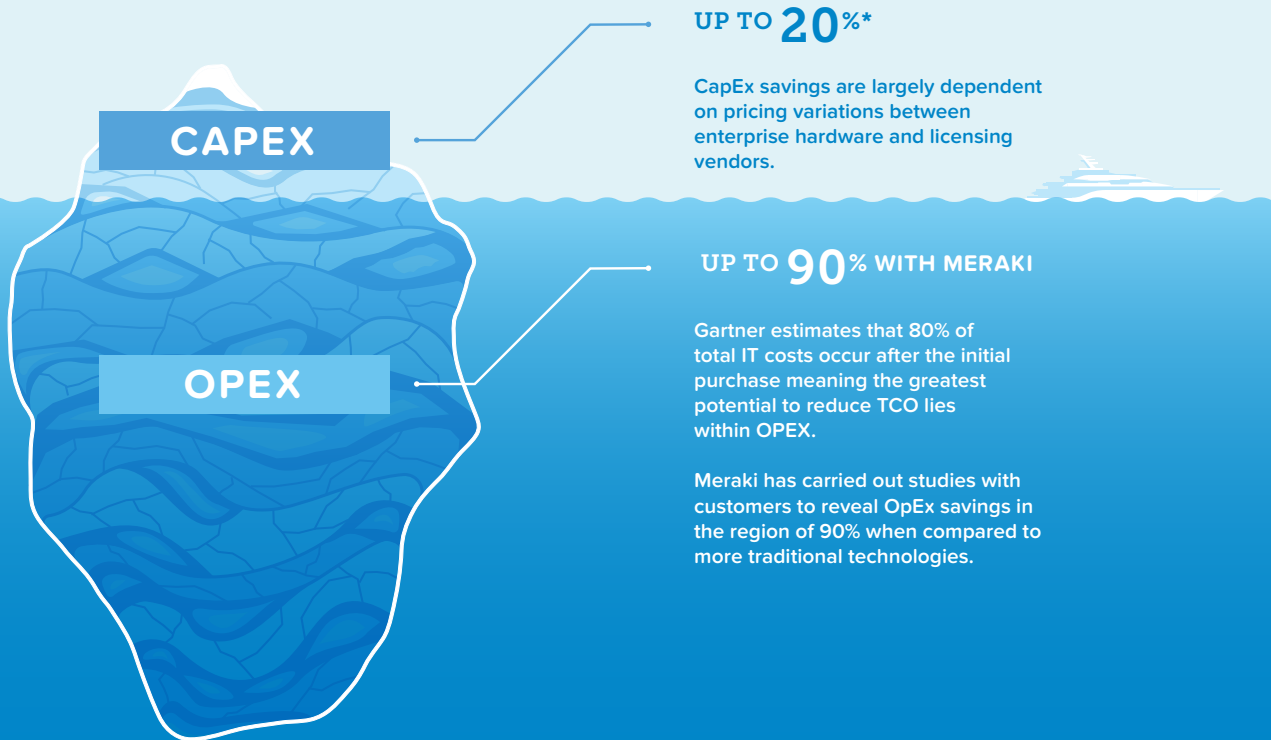 UP TO 20%*
CAPEX
CapEx savings are largely dependent
on pricing variations between
enterprise hardware and licensing
vendors.
UP TO 90% WITH MERAKI
OPEX
Gartner estimates that 80% of
total IT costs occur after the initial
purchase meaning the greatest
potential to reduce TCO lies
within OPEX.
Meraki has carried out studies with
customers to reveal OpEx savings in
the region of 90% when compared to
more traditional technologies.